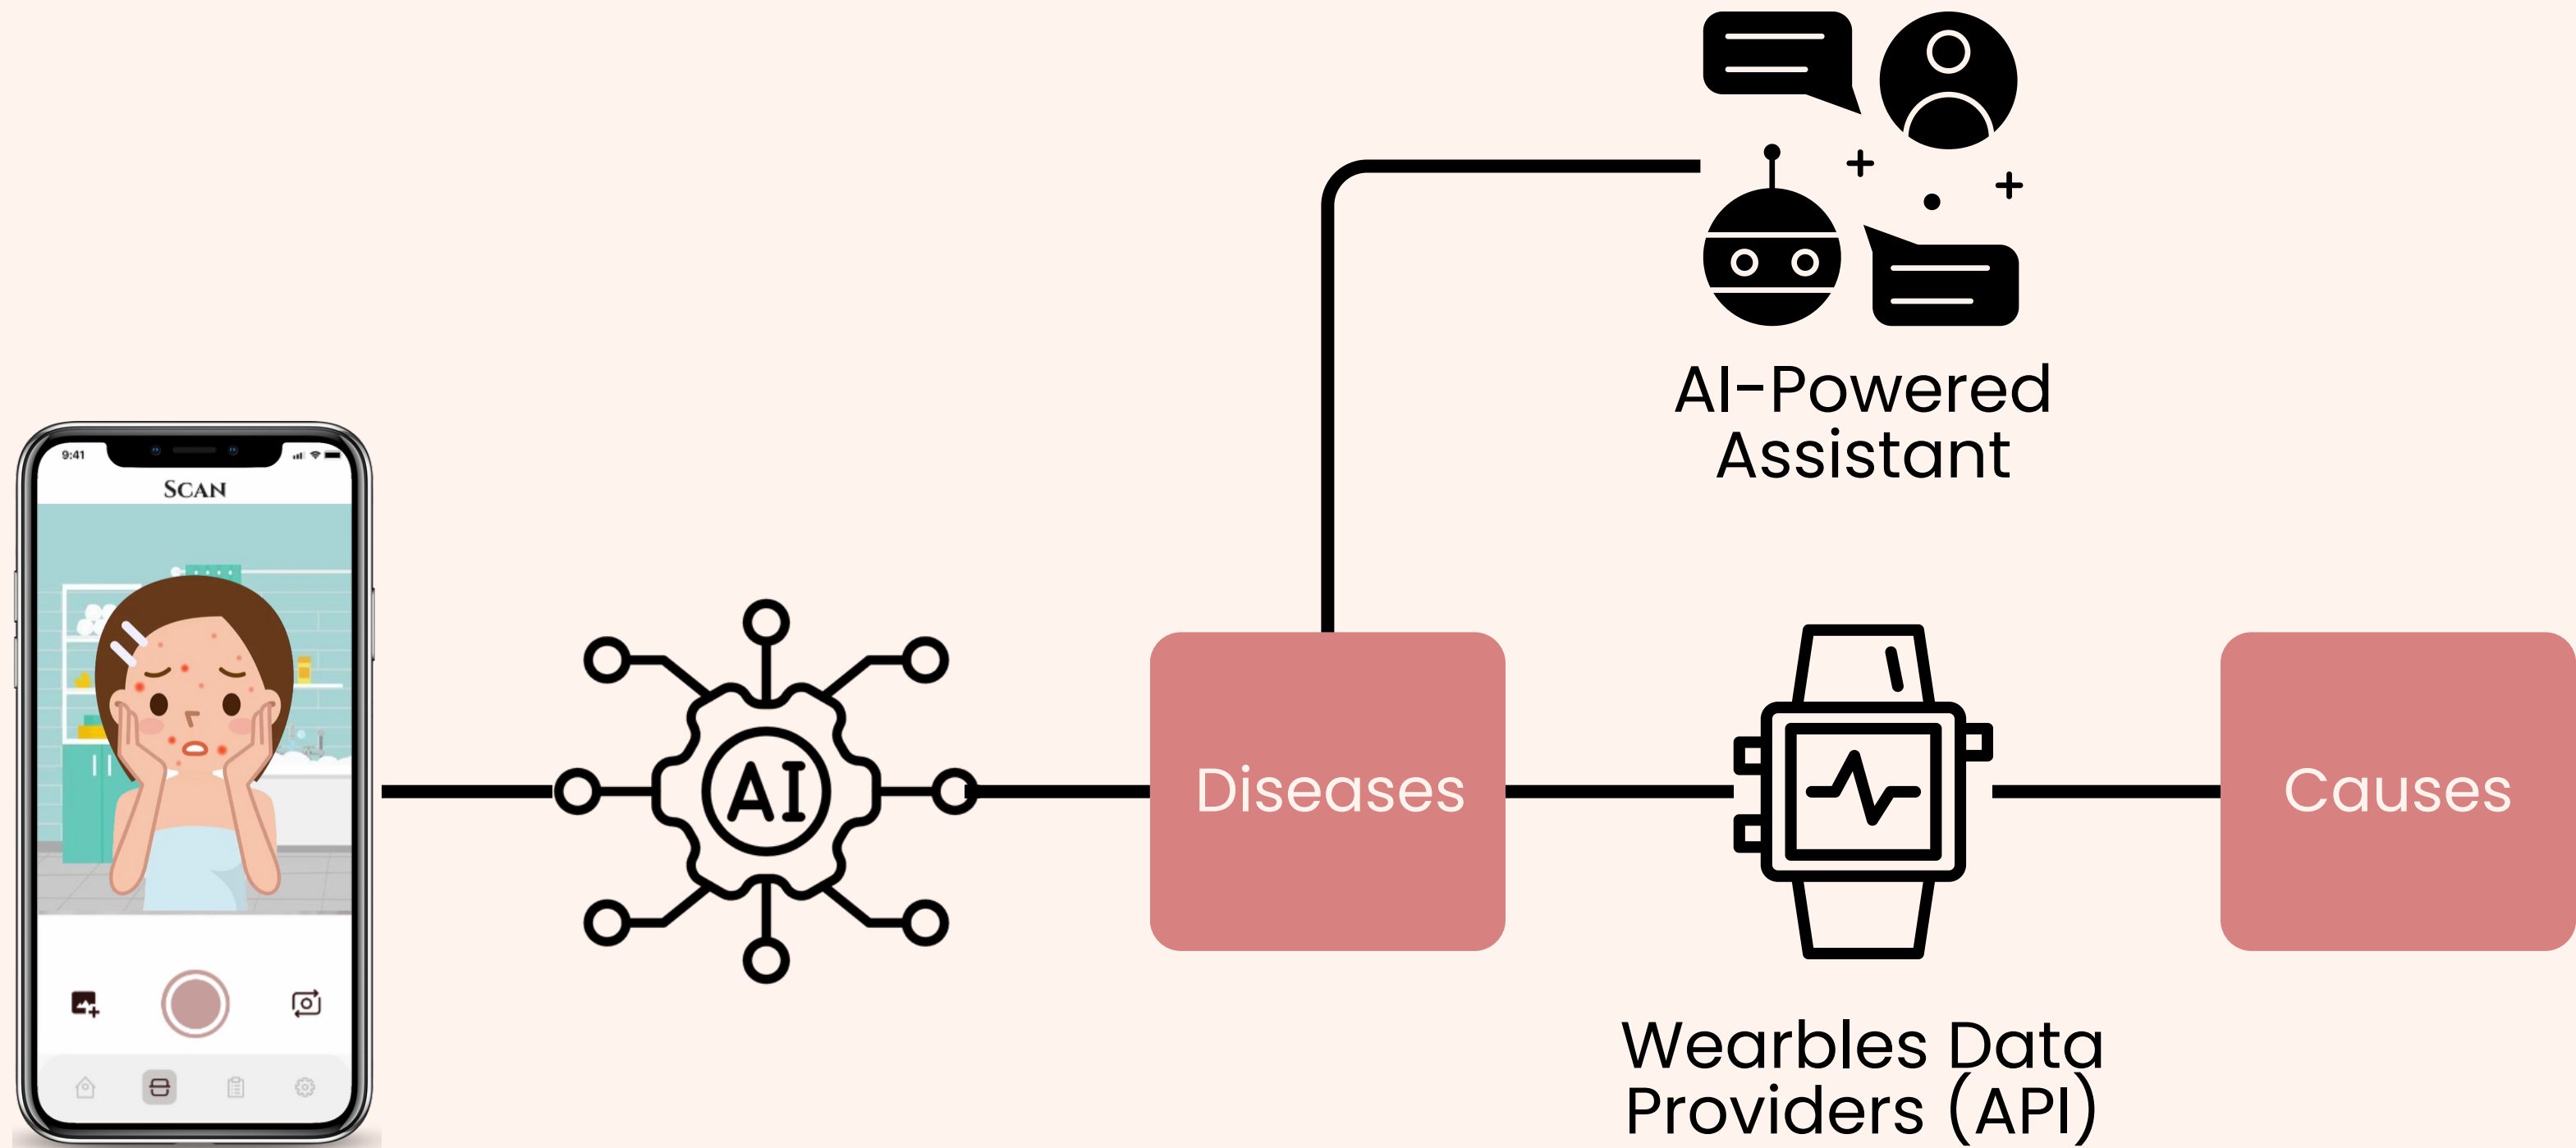 9:41
SCAN
AI
Diseases
AI-Powered
Assistant
Wearbles Data
Providers (API)
Causes